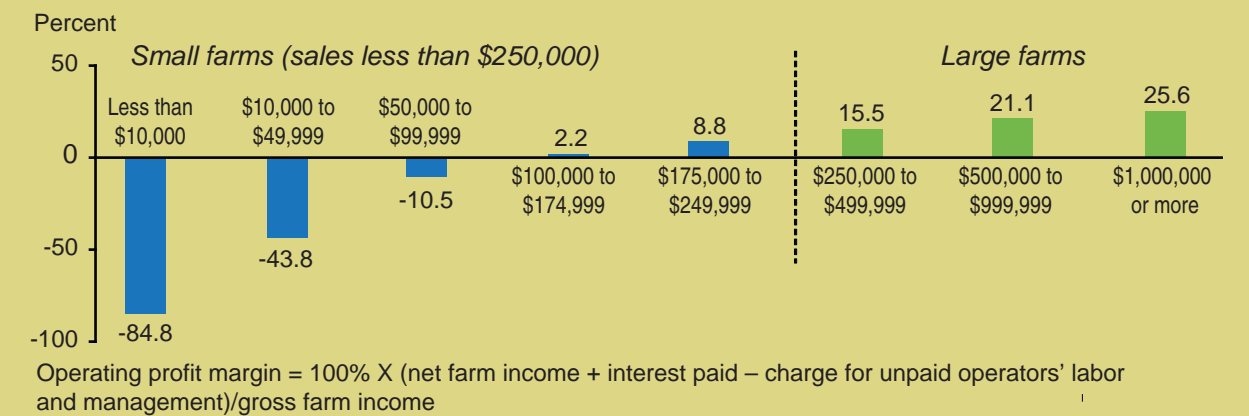 Percent
Small farms (sales less than $250,000)
Large farms
50
0
-50
-100
Less than
$10,000
-84.8
$10,000 to
$49,999
-43.8
$50,000 to
$99,999
-10.5
2.2
$100,000 to
$174,999
8.8
$175,000 to
$249,999
15.5
$250,000 to
$499,999
21.1
$500,000 to
$999,999
25.6
$1,000,000
or more
Operating profit margin = 100% X (net farm income + interest paid – charge for unpaid operators’ labor
and management)/gross farm income